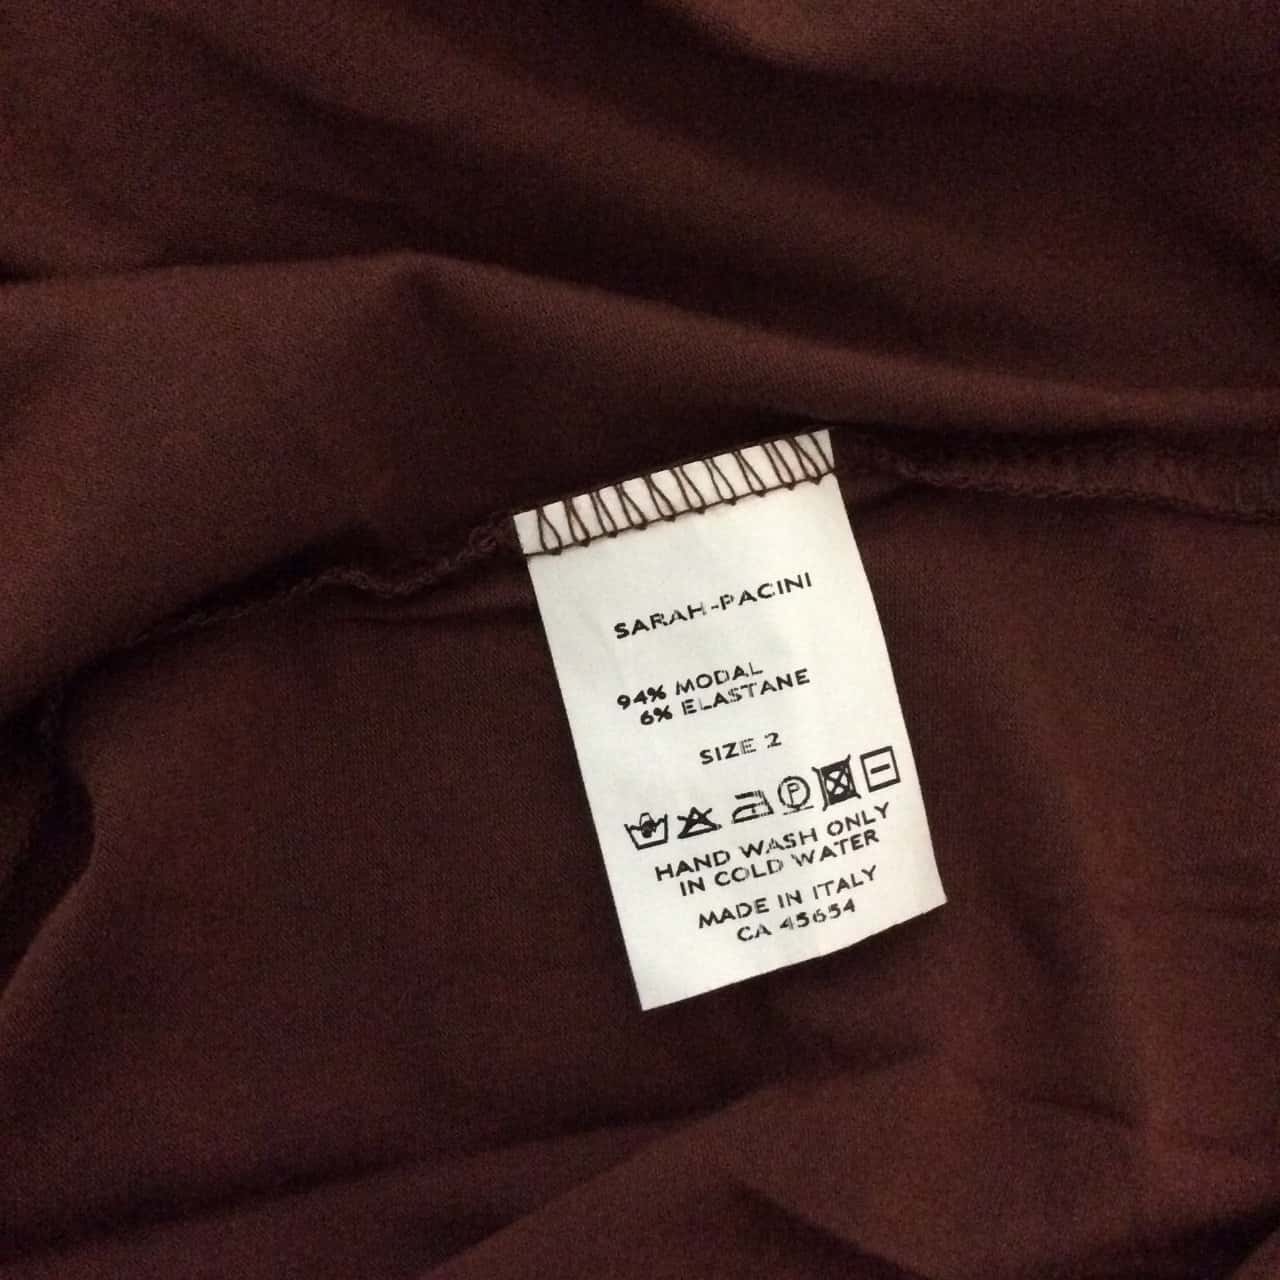 SARAH-PACINI
94% MODAL
6% ELASTANE
SIZE 2
P
HAND WASH ONLY
IN COLD WATER
MADE IN ITALY
CA 45654